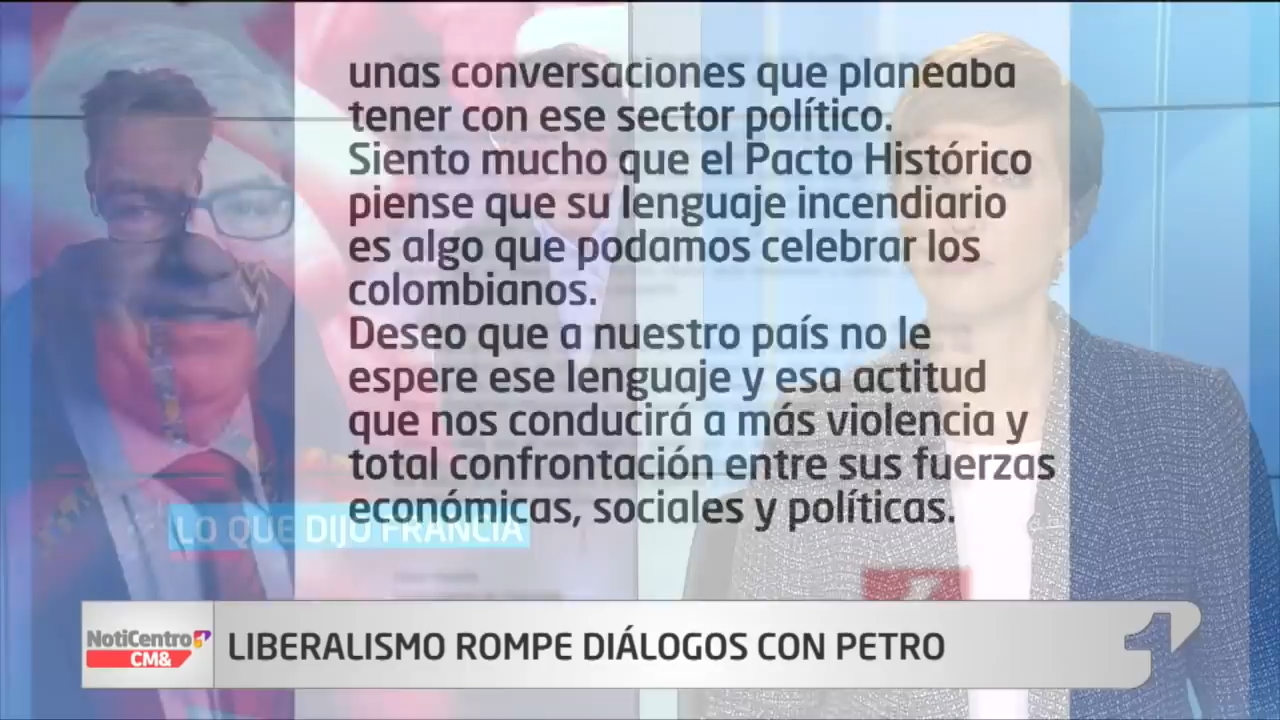 unas conversaciones que planeaba
tener con ese sector político.
Siento mucho que el Pacto Histórico
piense que su lenguaje incendiario
es algo que podamos celebrar los
colombianos.
Deseo que a nuestro país no le
espere ese lenguaje y esa actitud
que nos conducirá a más violencia y
total confrontación entre sus fuerzas
económicas, sociales y políticas.
LO QUE DIJO FRANCIA
NotiCentro 1
CM&
LIBERALISMO ROMPE DIÁLOGOS CON PETRO
1